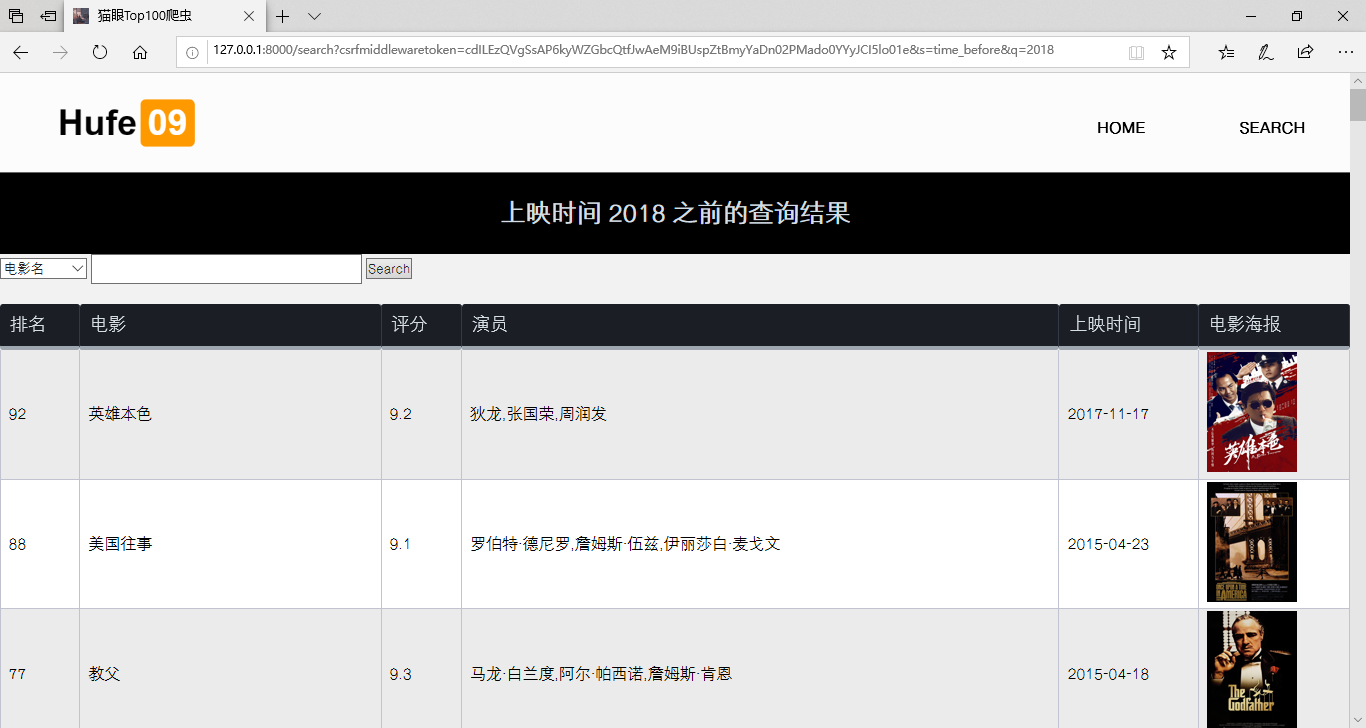 猫眼Top100爬虫
127.0.0.1:8000/search?csrfmiddlewaretoken=cdILEzQVgSsAP6kyWZGbcQtfJwAeM9iBUspZtBmyYaDn02PMado0YYyJCI5lo01e&s=time_before&q=2018
Hufe 09
HOME
SEARCH
上映时间 2018 之前的查询结果
电影名
Search
排名 电影 评分 演员 上映时间 电影海报
92 英雄本色 9.2 狄龙,张国荣,周润发 2017-11-17
英雄本色
88 美国往事 9.1 罗伯特·德尼罗,詹姆斯·伍兹,伊丽莎白·麦戈文 2015-04-23
ONCE UPON A TIME IN AMERICA
77 教父 9.3 马龙·白兰度,阿尔·帕西诺,詹姆斯·肯恩 2015-04-18
The Godfather